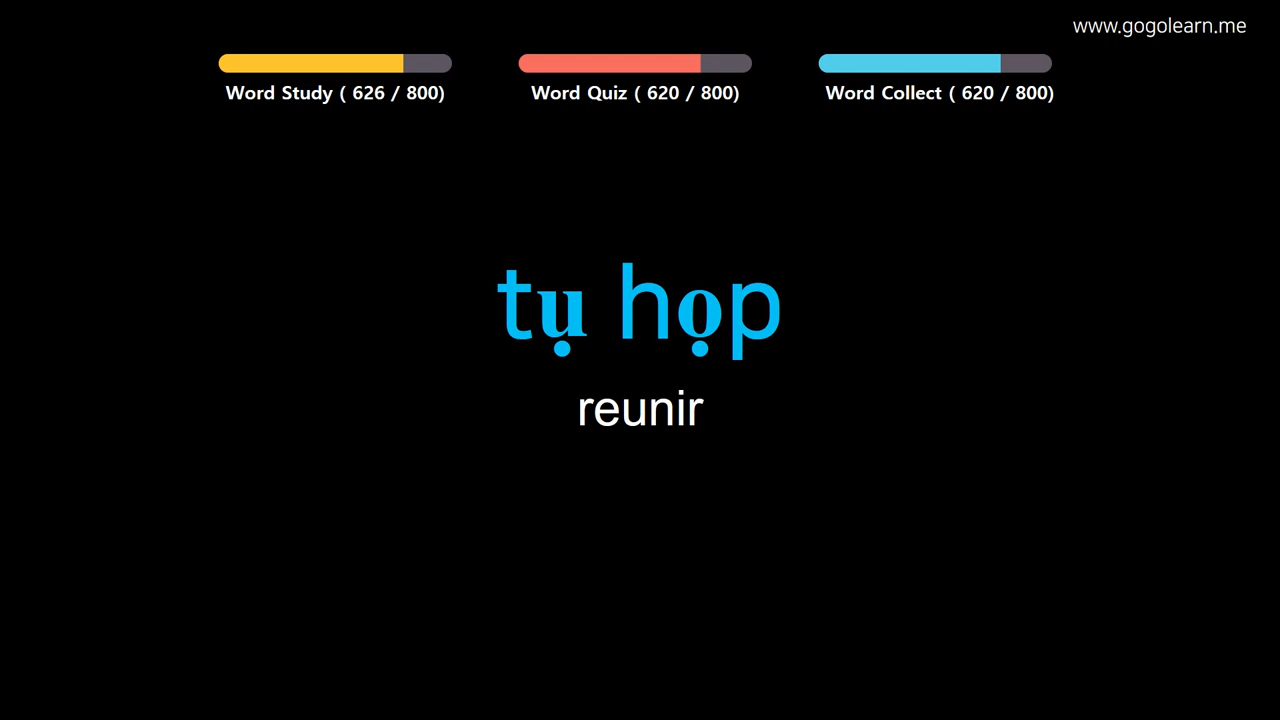 www.gogolearn.me
Word Study ( 626 / 800)
Word Quiz ( 620 / 800)
Word Collect ( 620 / 800)
tụ họp
reunir